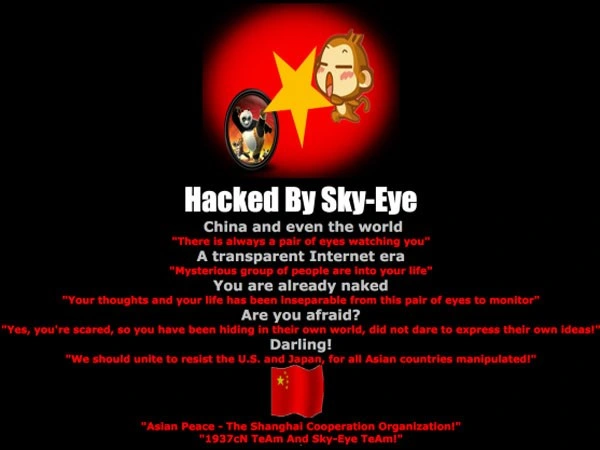 Hacked By Sky-Eye
China and even the world
"There is always a pair of eyes watching you"
A transparent Internet era
"Mysterious group of people are into your life"
You are already naked
"Your thoughts and your life has been inseparable from this pair of eyes to monitor"
Are you afraid?
"Yes, you're scared, so you have been hiding in their own world, did not dare to express their own ideas!"
Darling!
"We should unite to resist the U.S. and Japan, for all Asian countries manipulated!"
"Asian Peace - The Shanghai Cooperation Organization!"
"1937cN TeAm And Sky-Eye TeAm!"